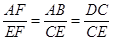 AF/EF = AB/CE = DC/CE